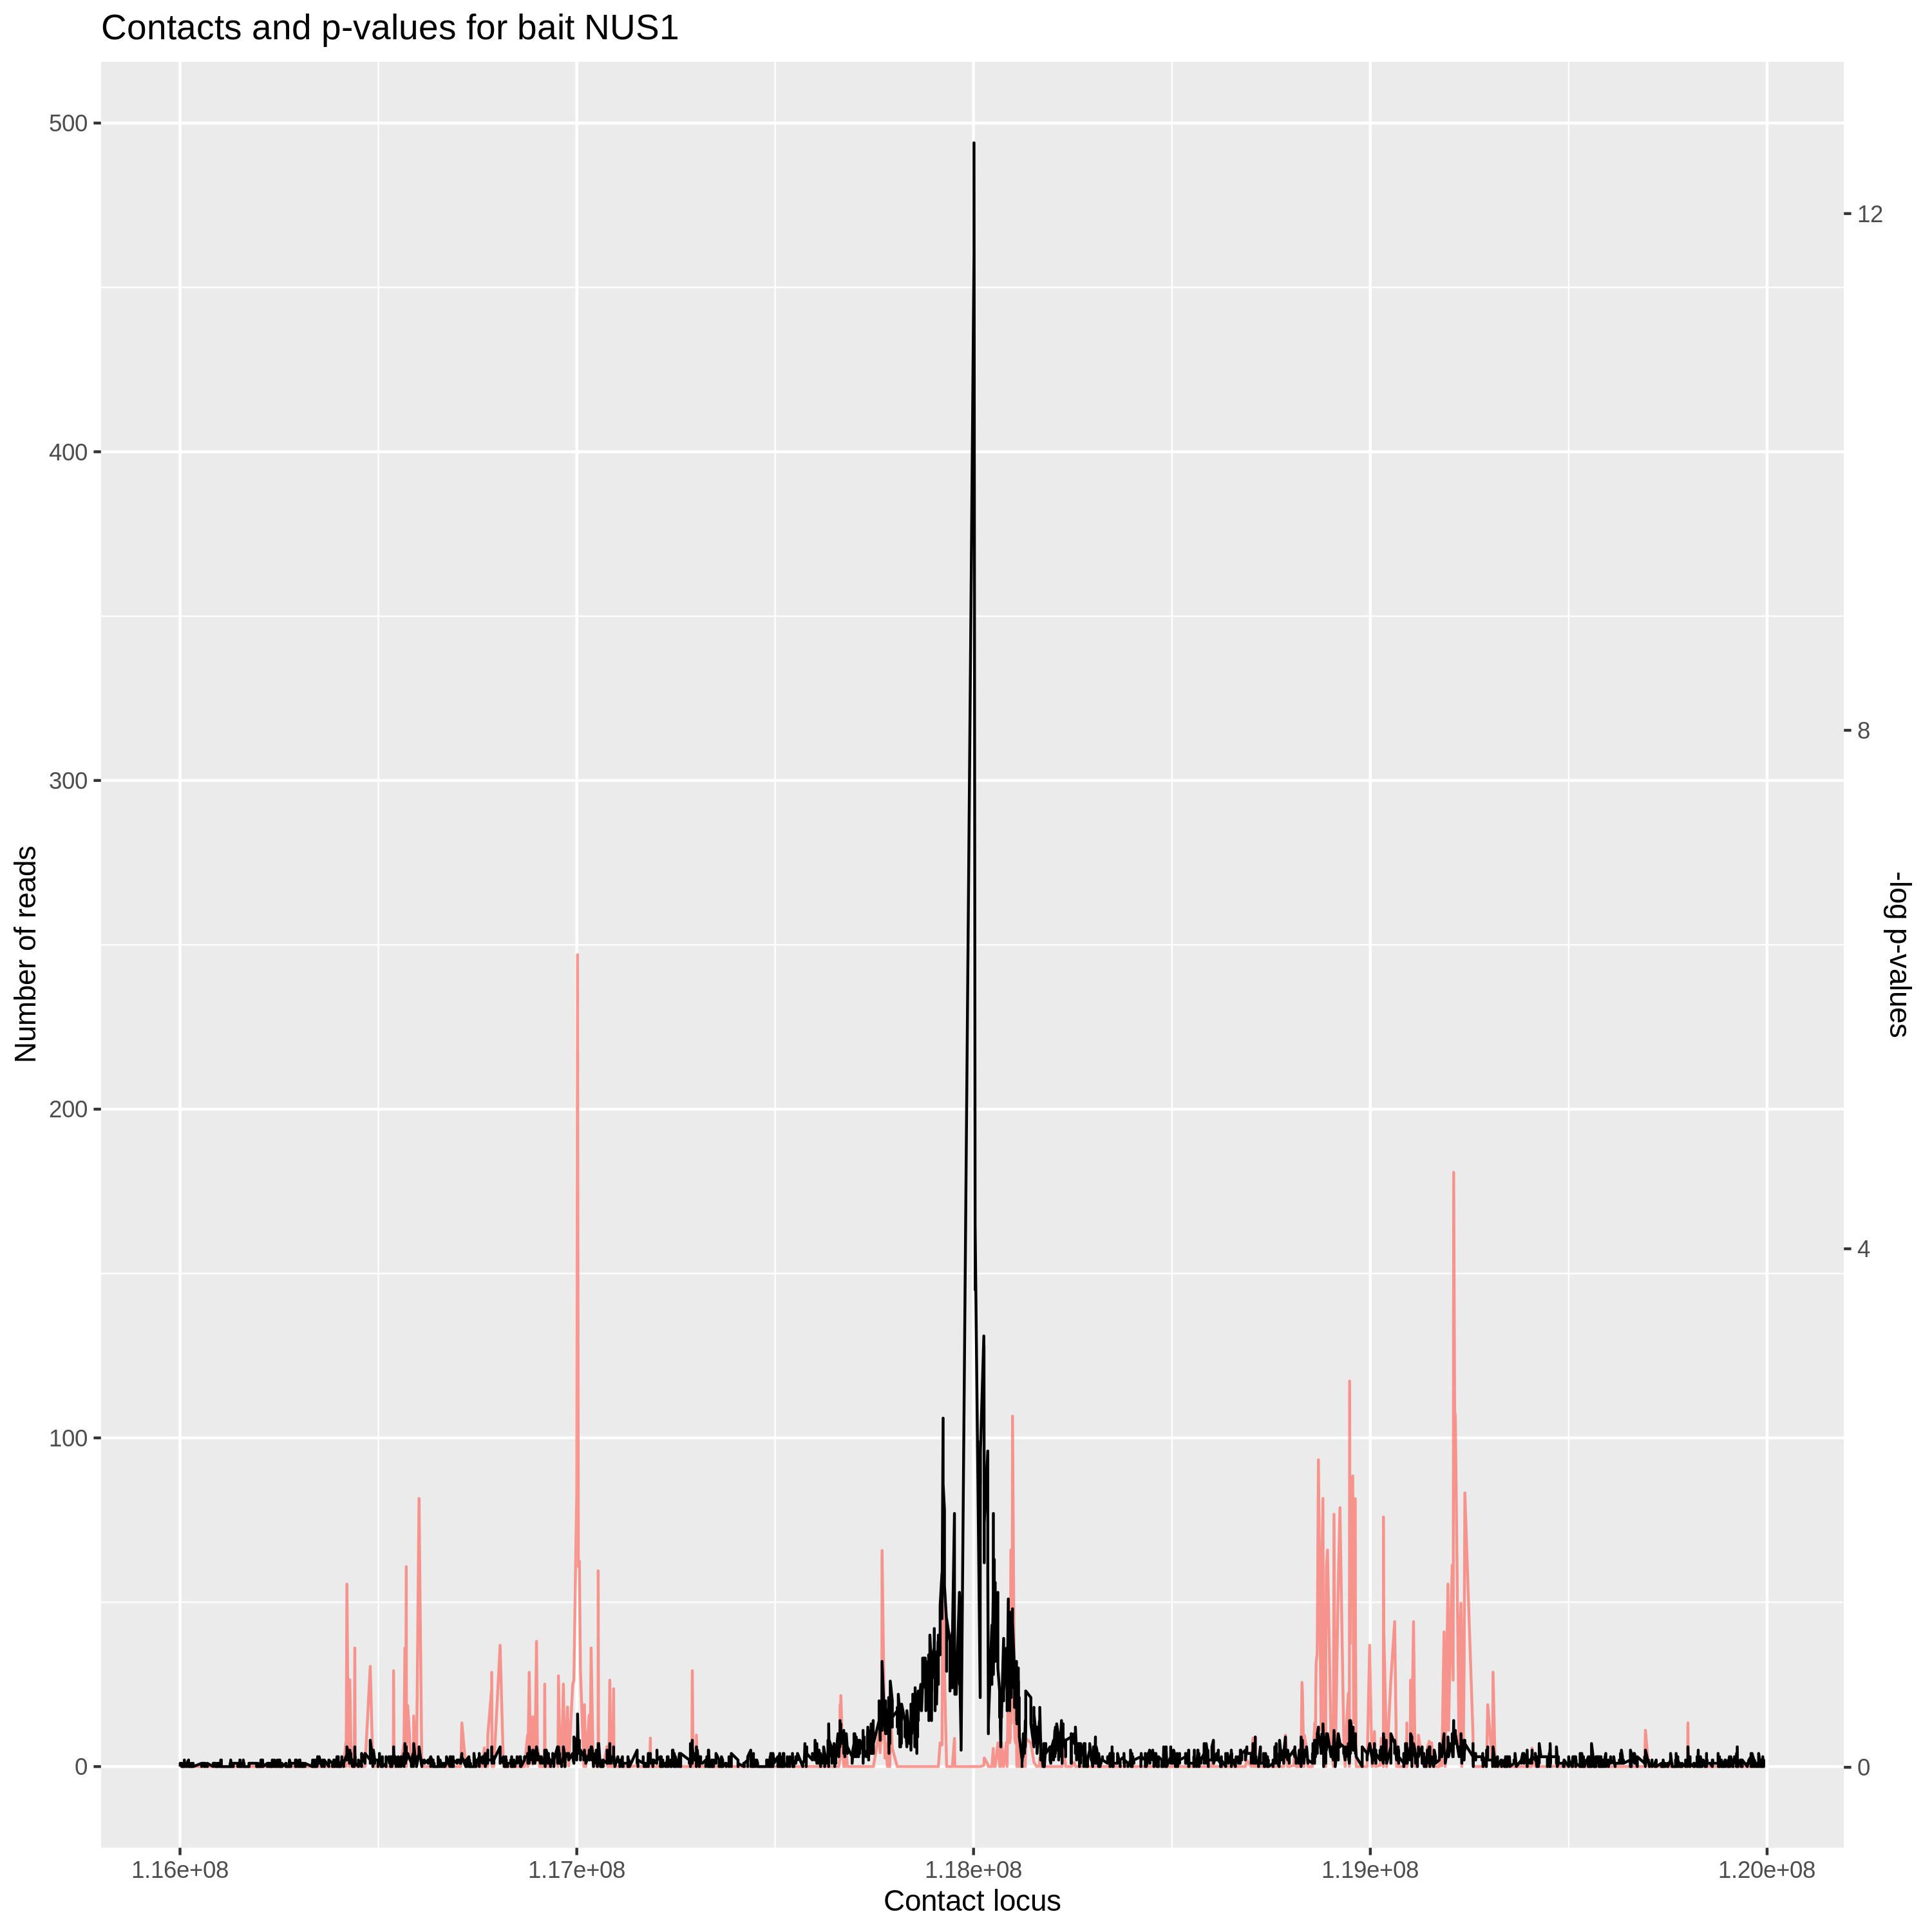 Contacts and p-values for bait NUS1
500
400
300
200
100
0
Number of reads
12
8
4
0
-log p-values
1.16e+08 1.17e+08 1.18e+08 1.19e+08 1.20e+08
Contact locus